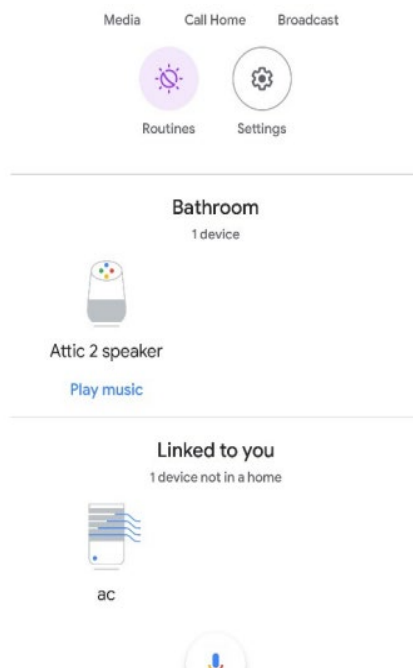 Media Call Home Broadcast
Routines Settings
Bathroom
1 device
Attic 2 speaker
Play music
Linked to you
1 device not in a home
ac